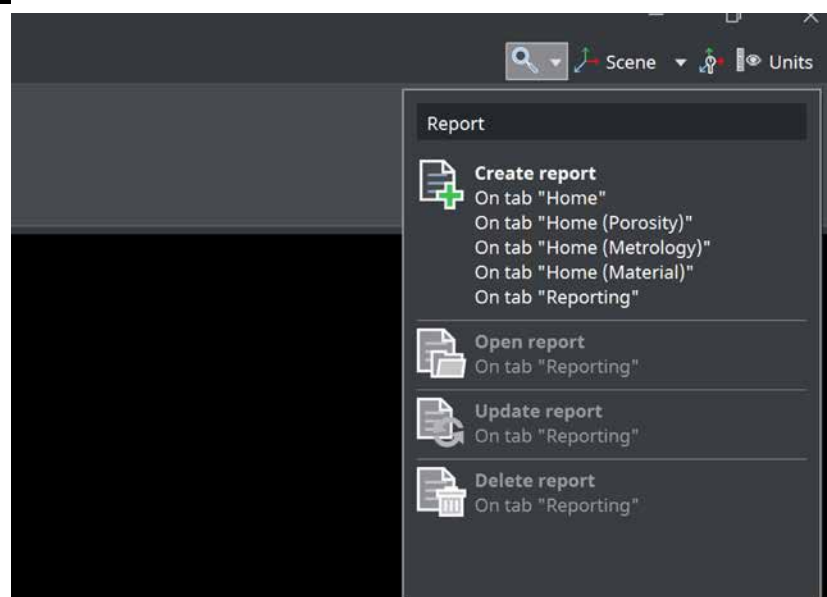 Scene
Units
Report
Create report
On tab "Home"
On tab "Home (Porosity)"
On tab "Home (Metrology)"
On tab "Home (Material)"
On tab "Reporting"
Open report
On tab "Reporting"
Update report
On tab "Reporting"
Delete report
On tab "Reporting"